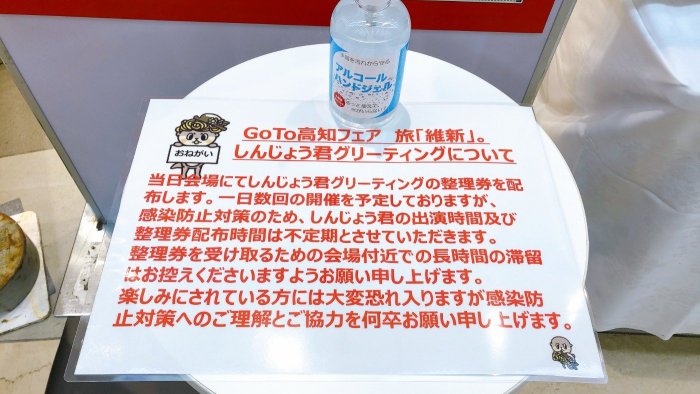 手指を汚れから守る
アルコール
ハンドジェル
GoTo高知フェア 旅「維新」。
しんじょう君グリーティングについて
おねがい
当日会場にてしんじょう君グリーティングの整理券を配
布します。一日数回の開催を予定しておりますが、
感染防止対策のため、しんじょう君の出演時間及び
整理券配布時間は不定期とさせていただきます。
整理券を受け取るための会場付近での長時間の滞留
はお控えくださいますようお願い申し上げます。
楽しみにされている方には大変恐れ入りますが感染防
止対策へのご理解とご協力を何卒お願い申し上げます。